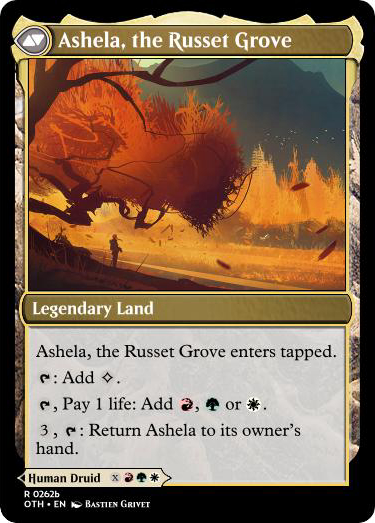 Ashela, the Russet Grove
Legendary Land
Ashela, the Russet Grove enters tapped.
: Add .
, Pay 1 life: Add , or .
3 , : Return Ashela to its owner's
hand.
Human Druid X
R 0262b
OTH • EN Bastien Grivet